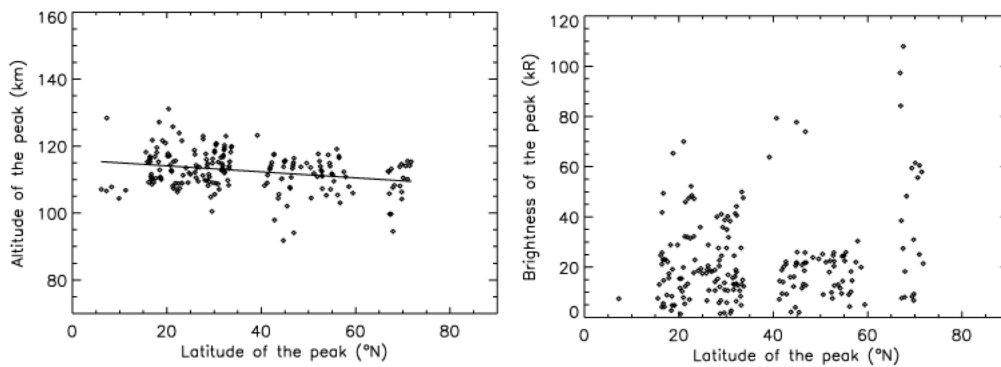 160
140
120
100
80
0 20 40 60 80
Altitude of the peak (km)
Latitude of the peak (°N)
120
100
80
60
40
20
0
0 20 40 60 80
Brightness of the peak (kR)
Latitude of the peak (°N)